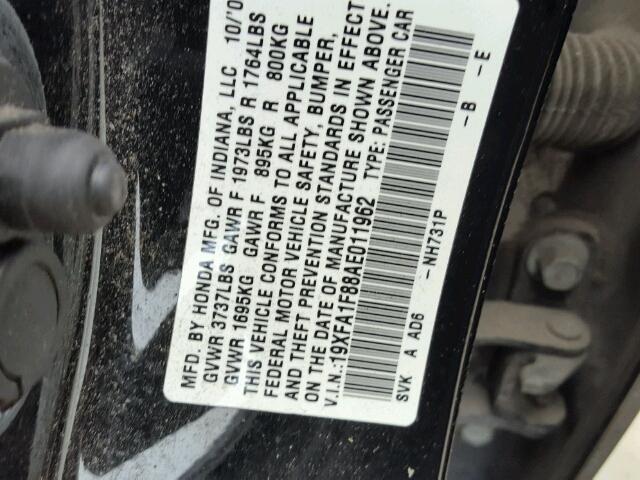 MFD. BY HONDA MFG. OF INDIANA, LLC 10/'0
GVWR 3737LBS GAWR F 1973LBS R 1764LBS
GVWR 1695KG GAWR F 895KG R 800KG
THIS VEHICLE CONFORMS TO ALL APPLICABLE
FEDERAL MOTOR VEHICLE SAFETY, BUMPER,
AND THEFT PREVENTION STANDARDS IN EFFECT
ON THE DATE OF MANUFACTURE SHOWN ABOVE.
V.I.N.:19XFA1F88AE011962 TYPE: PASSENGER CAR
SVK A AD6 -NH731P -B -E